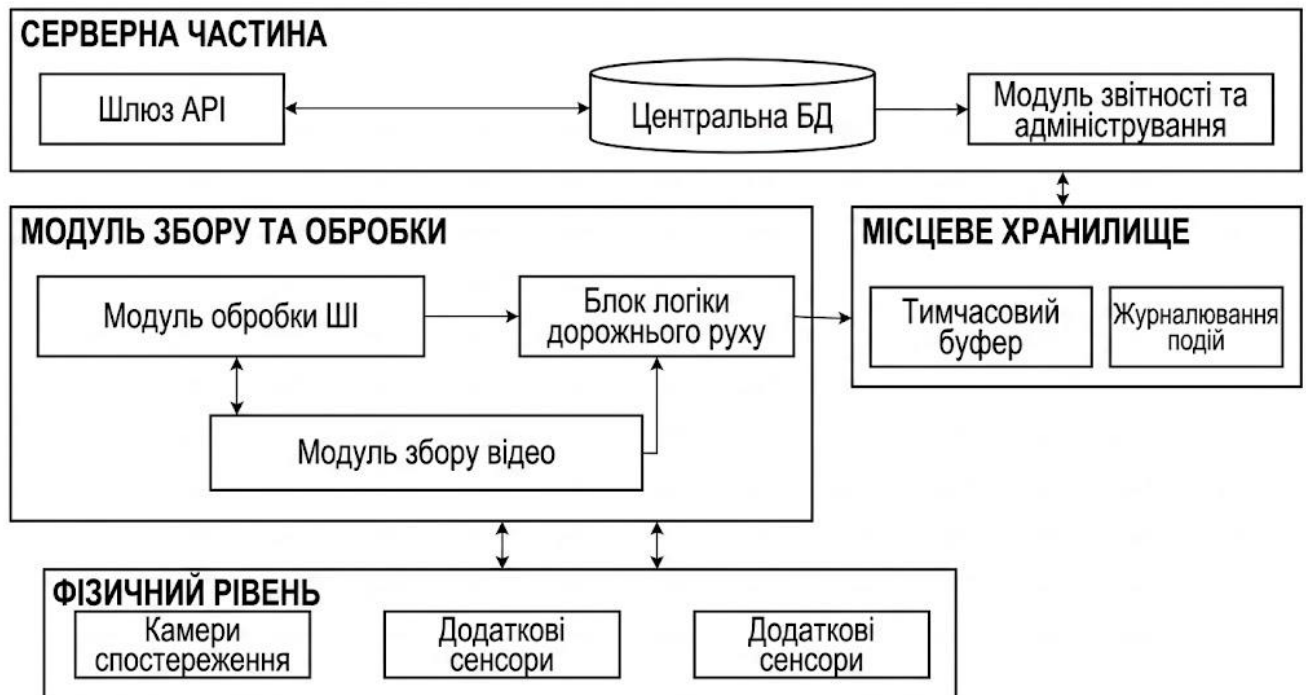 СЕРВЕРНА ЧАСТИНА
Шлюз API
Центральна БД
Модуль звітності та
адміністрування
МОДУЛЬ ЗБОРУ ТА ОБРОБКИ
Модуль обробки ШІ
Блок логіки
дорожнього руху
Модуль збору відео
МІСЦЕВЕ ХРАНИЛИЩЕ
Тимчасовий
буфер
Журналювання
подій
ФІЗИЧНИЙ РІВЕНЬ
Камери
спостереження
Додаткові
сенсори
Додаткові
сенсори